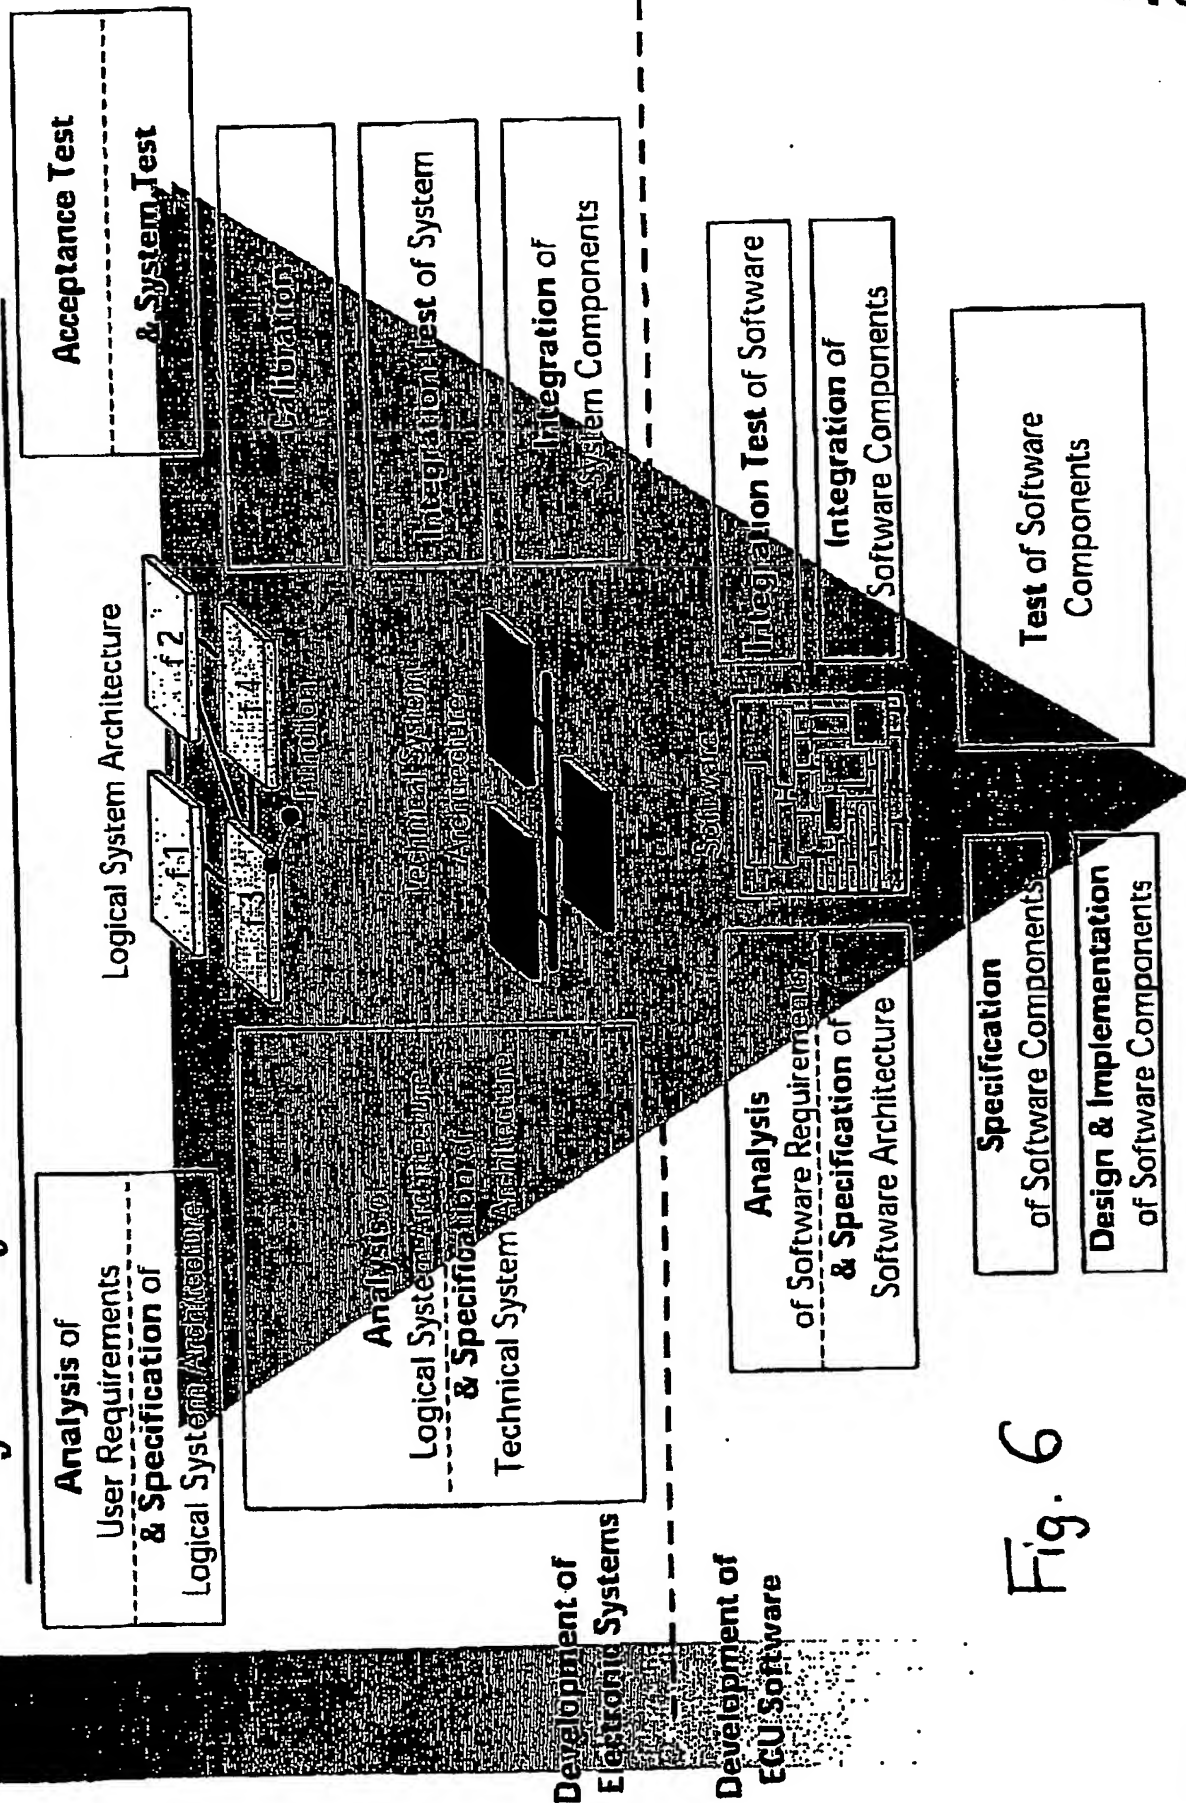 Logical System Architecture
Analysis of
User Requirements
& Specification of
Logical System Architecture
f1
f2
f3
f4
Function
Acceptance Test
& System Test
Calibration
Integration Test of System
Integration of
System Components
Analysis of
Logical System Architecture
& Specification of
Technical System Architecture
Technical System
Architecture
Development of
Electronic Systems
Development of
ECU Software
Software
Analysis
of Software Requirements
& Specification of
Software Architecture
Integration Test of Software
Integration of
Software Components
Specification
of Software Components
Design & Implementation
of Software Components
Test of Software
Components
Fig. 6